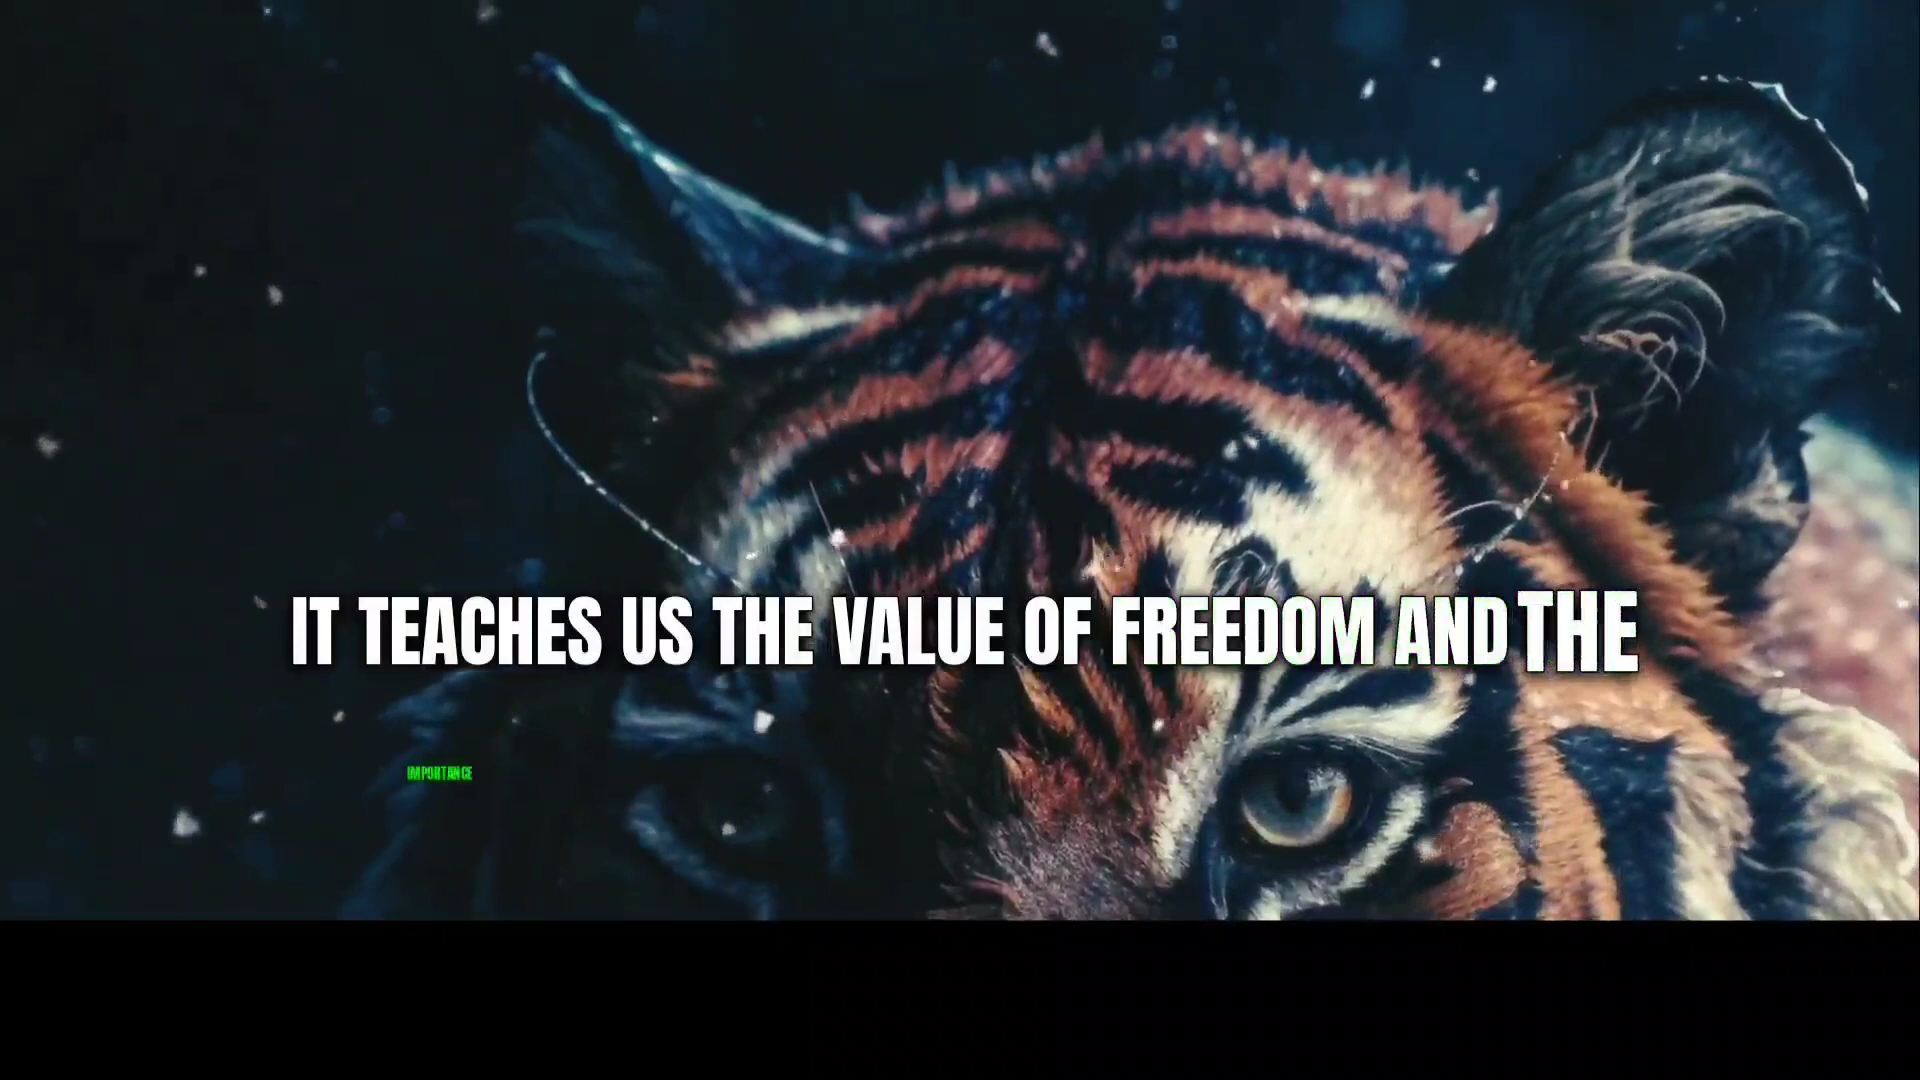 IT TEACHES US THE VALUE OF FREEDOM AND THE
IMPORTANCE